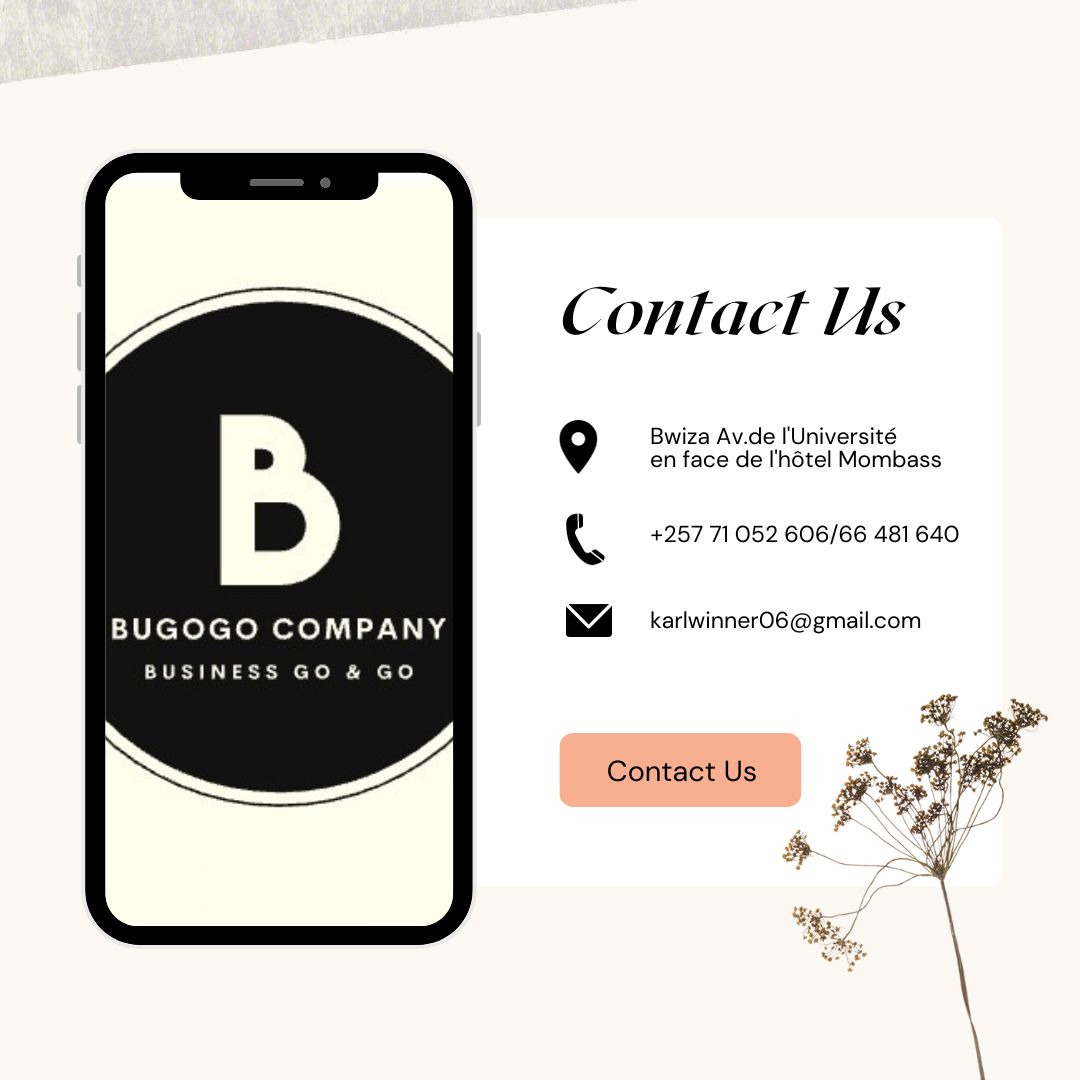 B
BUGOGO COMPANY
BUSINESS GO & GO
Contact Us
Bwiza Av.de l'Université
en face de l'hôtel Mombass
+257 71 052 606/66 481 640
karlwinner06@gmail.com
Contact Us